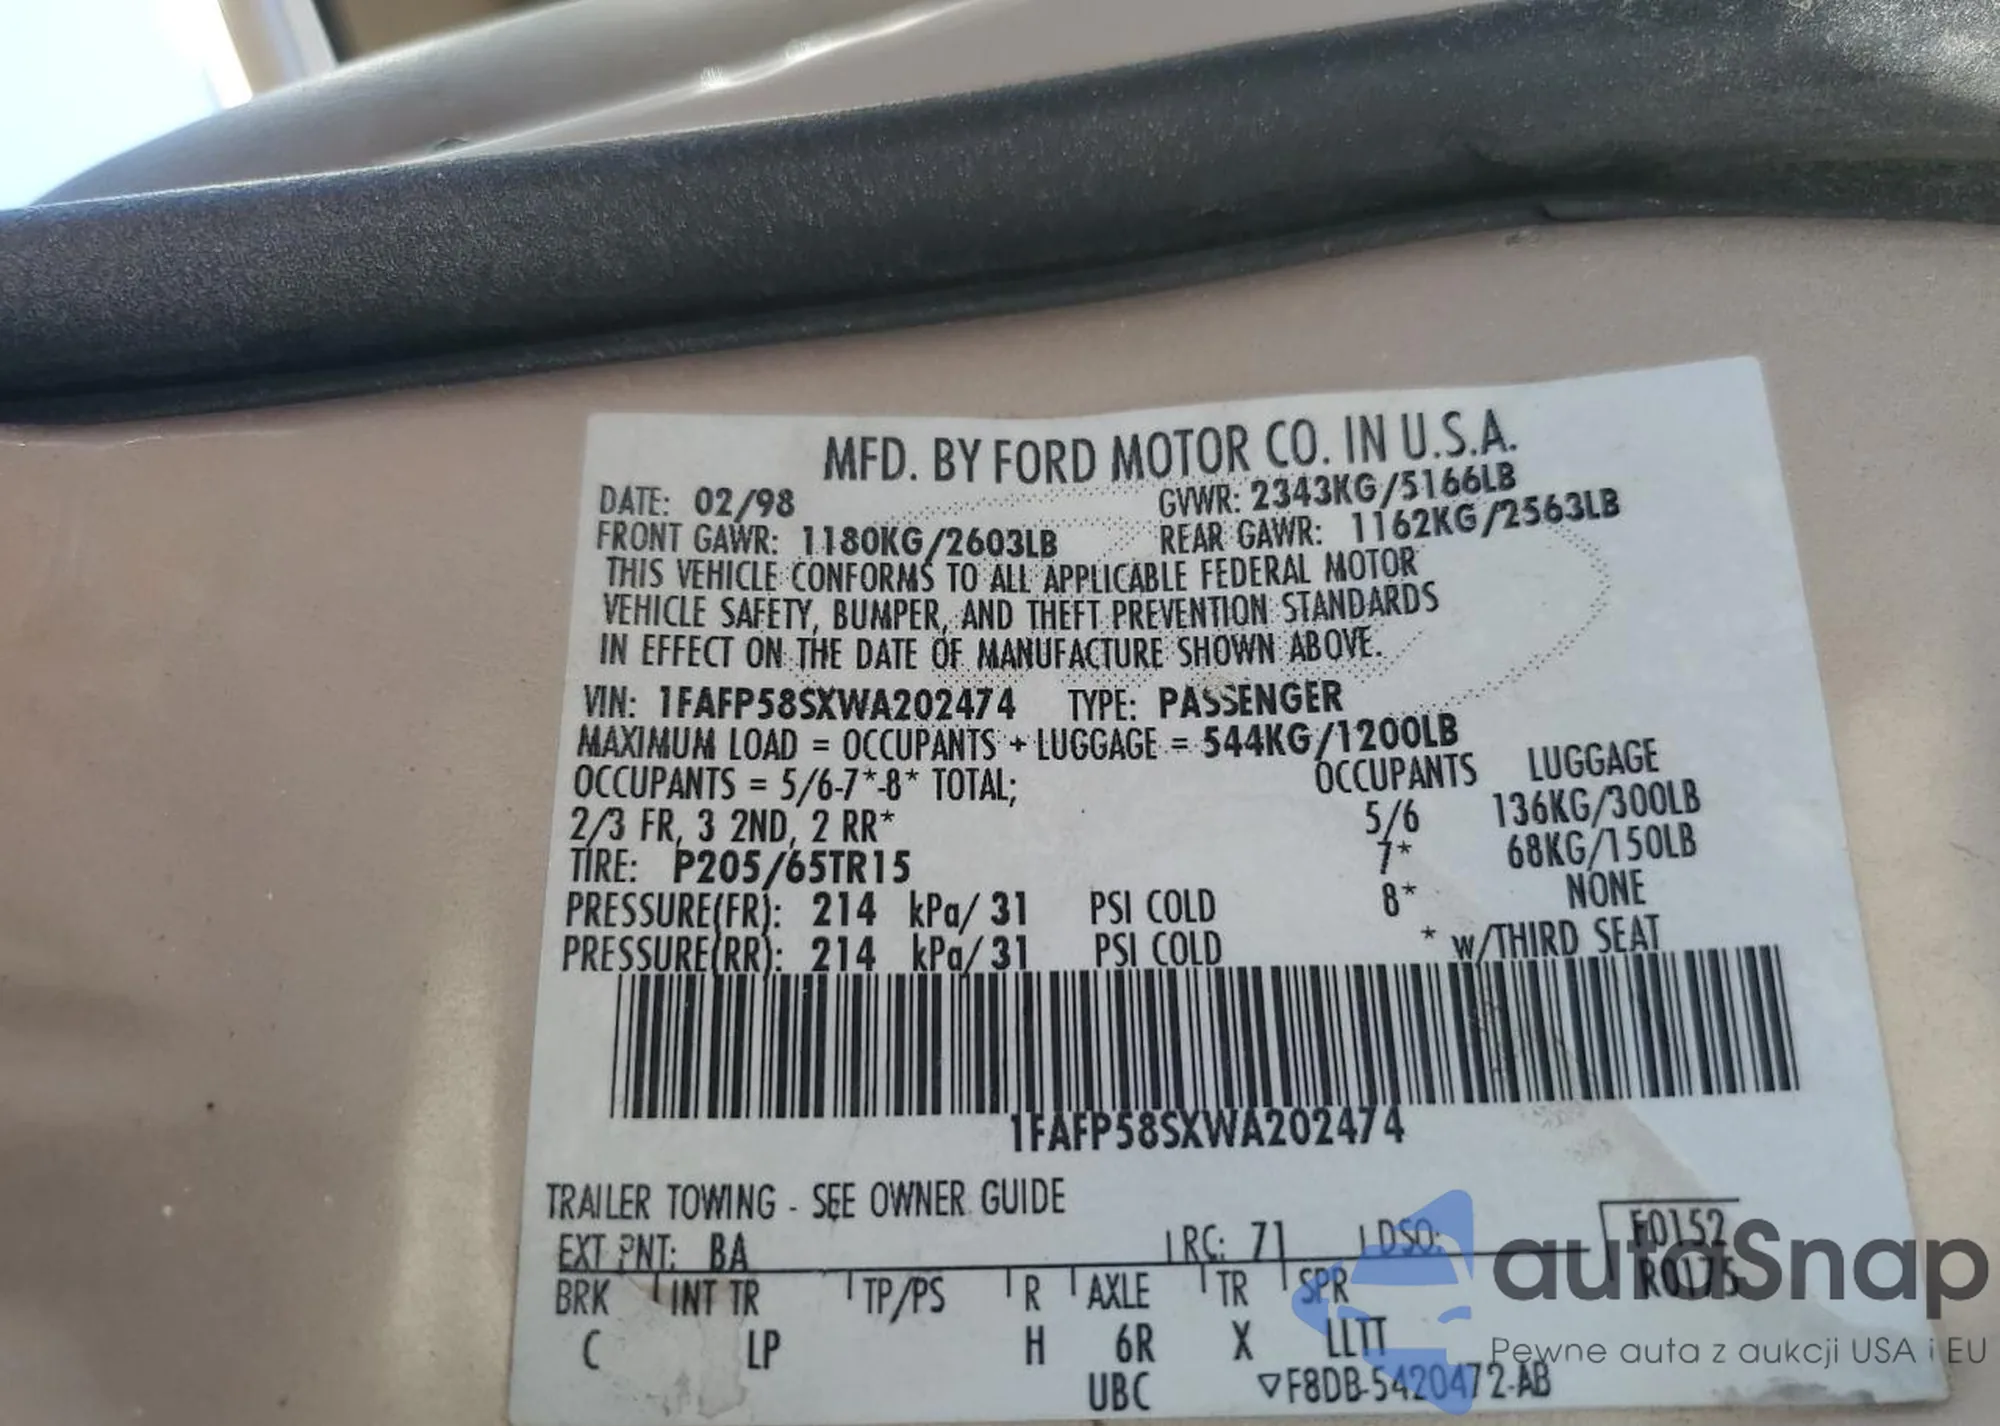 MFD. BY FORD MOTOR CO. IN U.S.A.
DATE: 02/98 GVWR: 2343KG/5166LB
FRONT GAWR: 1180KG/2603LB REAR GAWR: 1162KG/2563LB
THIS VEHICLE CONFORMS TO ALL APPLICABLE FEDERAL MOTOR
VEHICLE SAFETY, BUMPER, AND THEFT PREVENTION STANDARDS
IN EFFECT ON THE DATE OF MANUFACTURE SHOWN ABOVE.
VIN: 1FAFP58SXWA202474 TYPE: PASSENGER
MAXIMUM LOAD = OCCUPANTS + LUGGAGE = 544KG/1200LB
OCCUPANTS = 5/6-7*-8* TOTAL; OCCUPANTS LUGGAGE
2/3 FR, 3 2ND, 2 RR* 5/6 136KG/300LB
TIRE: P205/65TR15 7* 68KG/150LB
PRESSURE(FR): 214 kPa/ 31 PSI COLD 8* NONE
PRESSURE(RR): 214 kPa/ 31 PSI COLD * w/THIRD SEAT
1FAFP58SXWA202474
TRAILER TOWING - SEE OWNER GUIDE
EXT PNT: BA RC: 71 DSO: F0152
R0175
BRK INT TR TP/PS R AXLE TR SPR
C LP H 6R X LLTT
UBC ▽F8DB-5420472-AB
autoSnap
Pewne auta z aukcji USA i EU